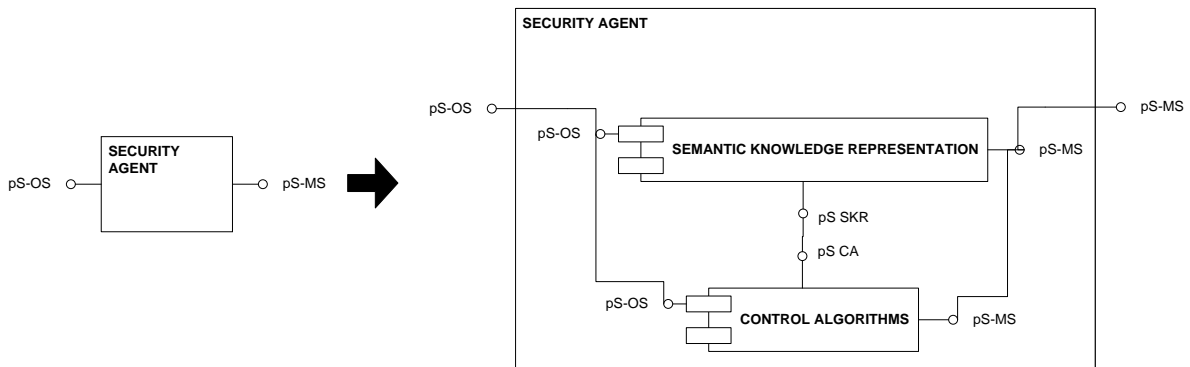 SECURITY
AGENT
pS-OS
pS-MS
SECURITY AGENT
pS-OS
pS-MS
pS-OS
SEMANTIC KNOWLEDGE REPRESENTATION
pS-MS
pS SKR
pS CA
pS-OS
CONTROL ALGORITHMS
pS-MS